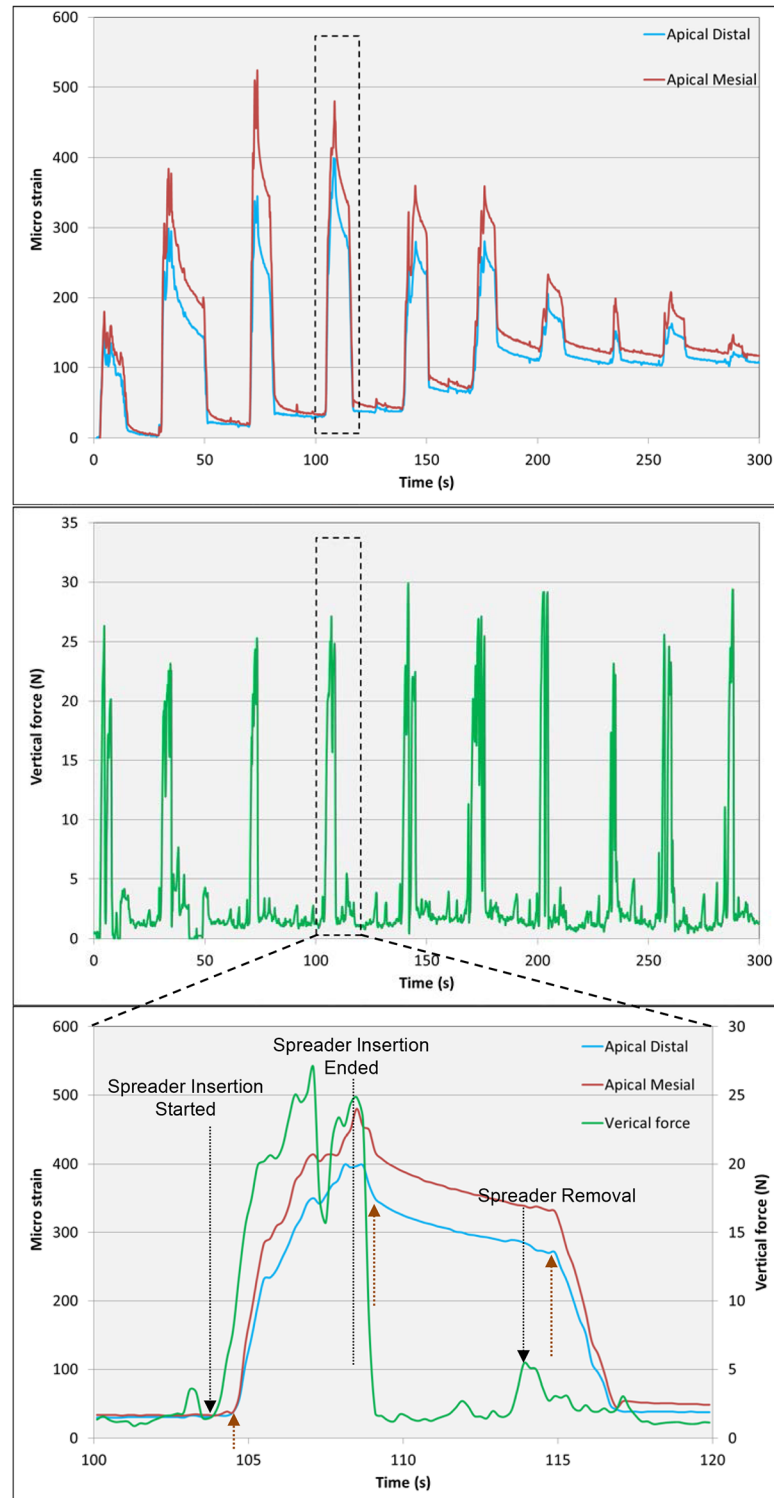 600
500
400
300
200
100
0
Micro strain
Apical Distal
Apical Mesial
0 50 100 150 200 250 300
Time (s)
35
30
25
20
15
10
5
0
Vertical force (N)
0 50 100 150 200 250 300
Time (s)
600
500
400
300
200
100
0
Micro strain
Spreader Insertion
Started
Spreader Insertion
Ended
Spreader Removal
Apical Distal
Apical Mesial
Verical force
30
25
20
15
10
5
0
Vertical force (N)
100 105 110 115 120
Time (s)